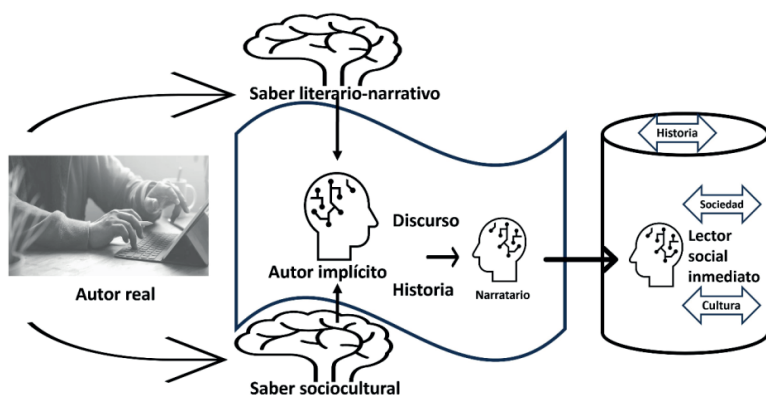 Saber literario-narrativo
Autor real
Autor implícito
Discurso
Historia
Narratario
Saber sociocultural
Historia
Sociedad
Lector
social
inmediato
Cultura